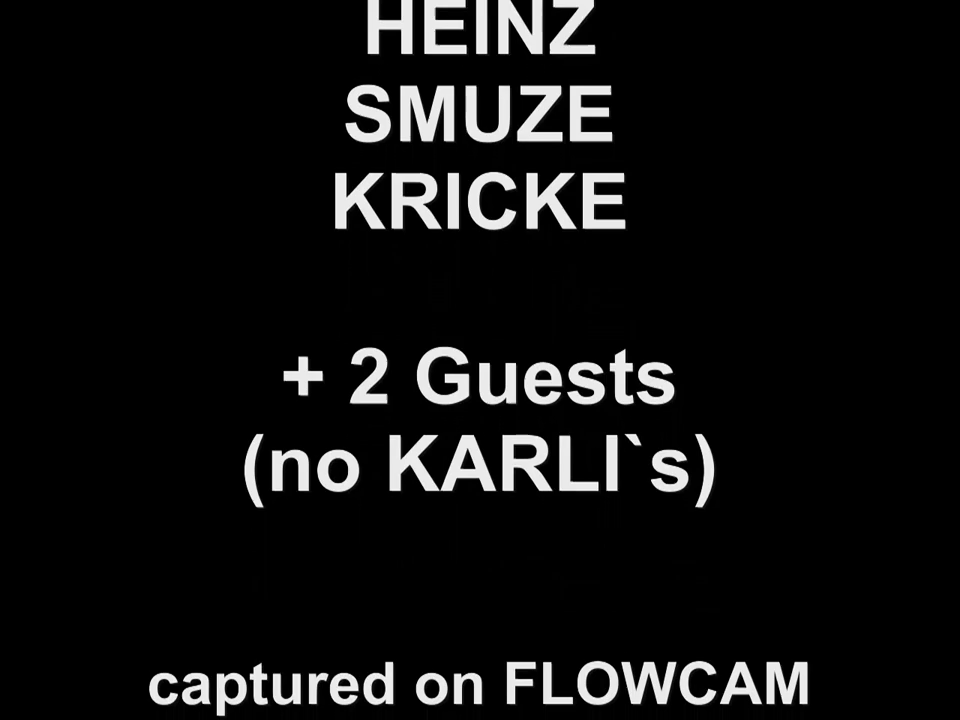 HEINZ
SMUZE
KRICKE
+ 2 Guests
(no KARLI`s)
captured on FLOWCAM